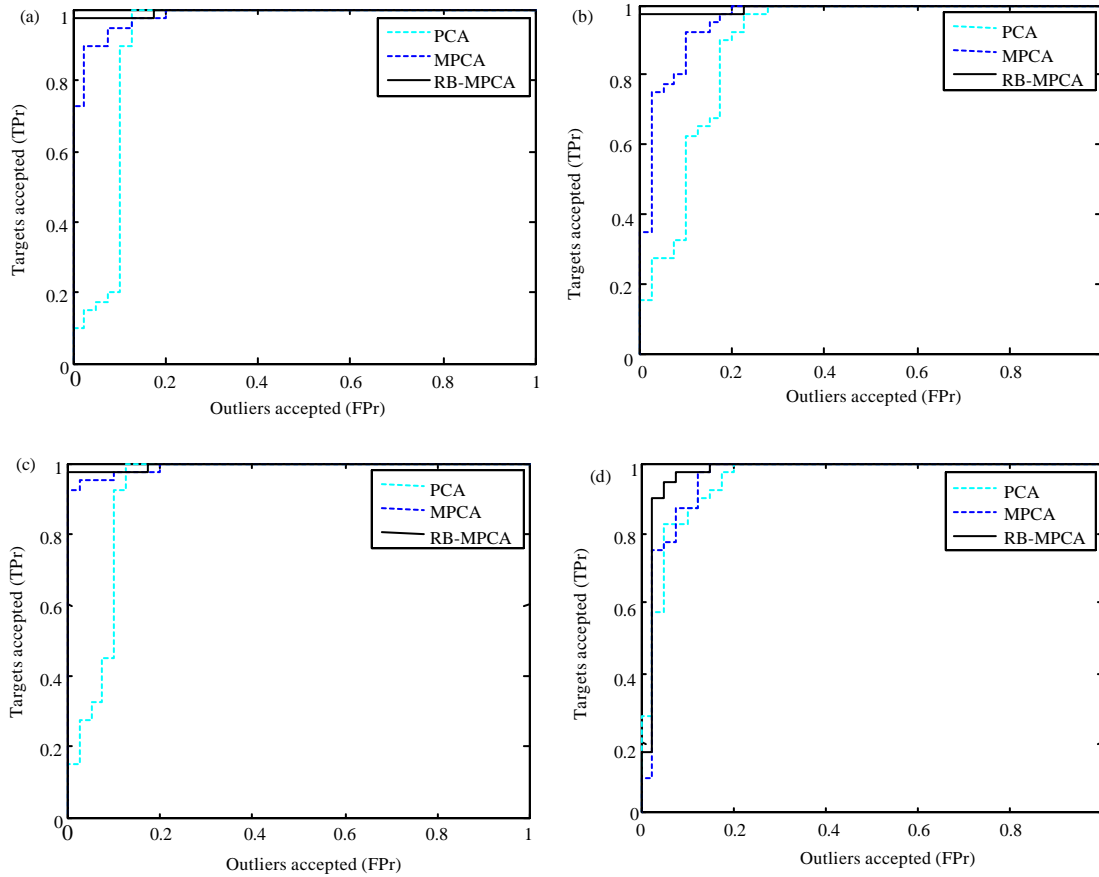 (a)
Targets accepted (TPr)
1
0.8
0.6
0.4
0.2
0
0
0.2
0.4
0.6
0.8
1
Outliers accepted (FPr)
PCA
MPCA
RB-MPCA
(b)
Targets accepted (TPr)
1
0.8
0.6
0.4
0.2
0
0
0.2
0.4
0.6
0.8
Outliers accepted (FPr)
PCA
MPCA
RB-MPCA
(c)
Targets accepted (TPr)
1
0.8
0.6
0.4
0.2
0
0
0.2
0.4
0.6
0.8
1
Outliers accepted (FPr)
PCA
MPCA
RB-MPCA
(d)
Targets accepted (TPr)
1
0.8
0.6
0.4
0.2
0
0
0.2
0.4
0.6
0.8
Outliers accepted (FPr)
PCA
MPCA
RB-MPCA